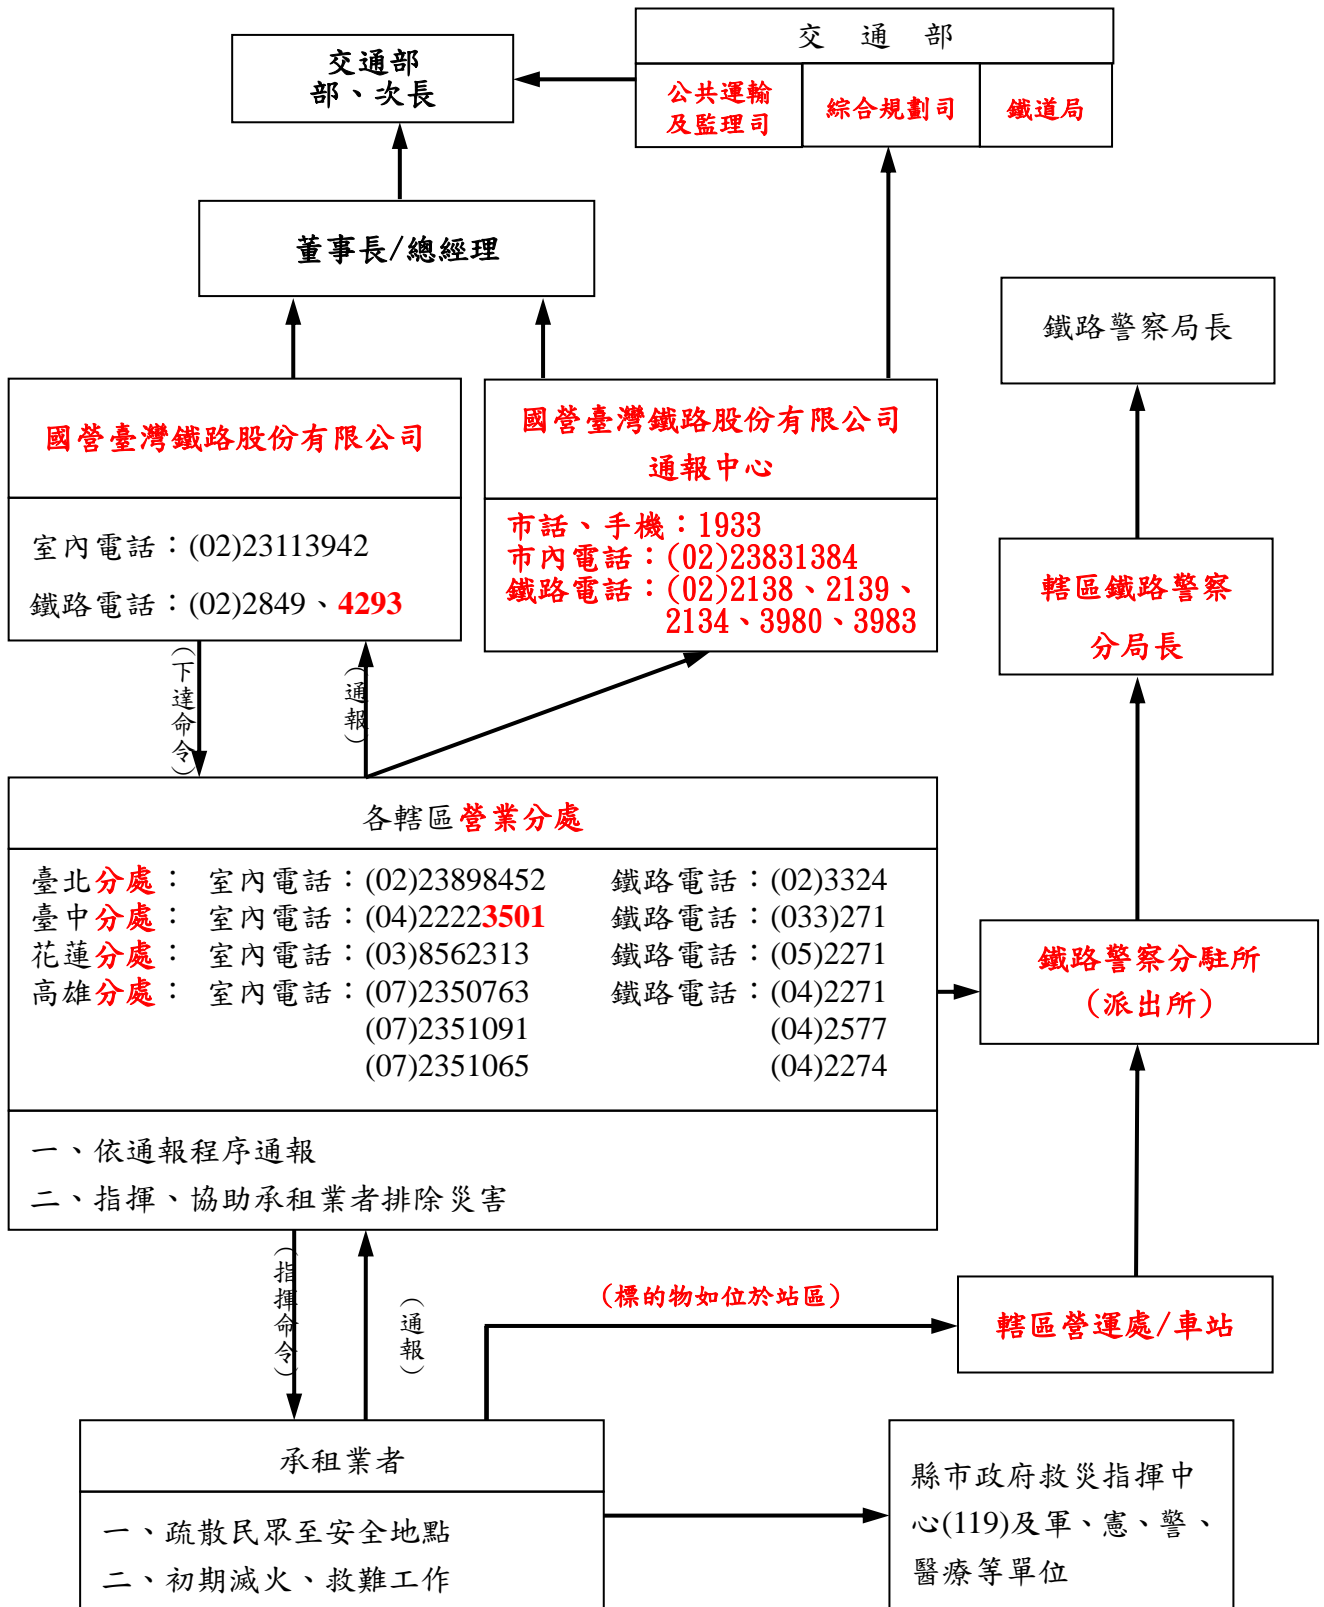 交通部
部、次長
交 通 部
公共運輸
及監理司
綜合規劃司
鐵道局
董事長/總經理
鐵路警察局長
國營臺灣鐵路股份有限公司
室內電話：(02)23113942
鐵路電話：(02)2849、4293
國營臺灣鐵路股份有限公司
通報中心
市話、手機：1933
市內電話：(02)23831384
鐵路電話：(02)2138、2139、
2134、3980、3983
轄區鐵路警察
分局長
(下達命令)
(通報)
各轄區營業分處
臺北分處： 室內電話：(02)23898452 鐵路電話：(02)3324
臺中分處： 室內電話：(04)22223501 鐵路電話：(033)271
花蓮分處： 室內電話：(03)8562313 鐵路電話：(05)2271
高雄分處： 室內電話：(07)2350763 鐵路電話：(04)2271
(07)2351091 (04)2577
(07)2351065 (04)2274
一、依通報程序通報
二、指揮、協助承租業者排除災害
鐵路警察分駐所
(派出所)
(指揮命令)
(通報)
(標的物如位於站區)
轄區營運處/車站
承租業者
一、疏散民眾至安全地點
二、初期滅火、救難工作
縣市政府救災指揮中
心(119)及軍、憲、警、
醫療等單位